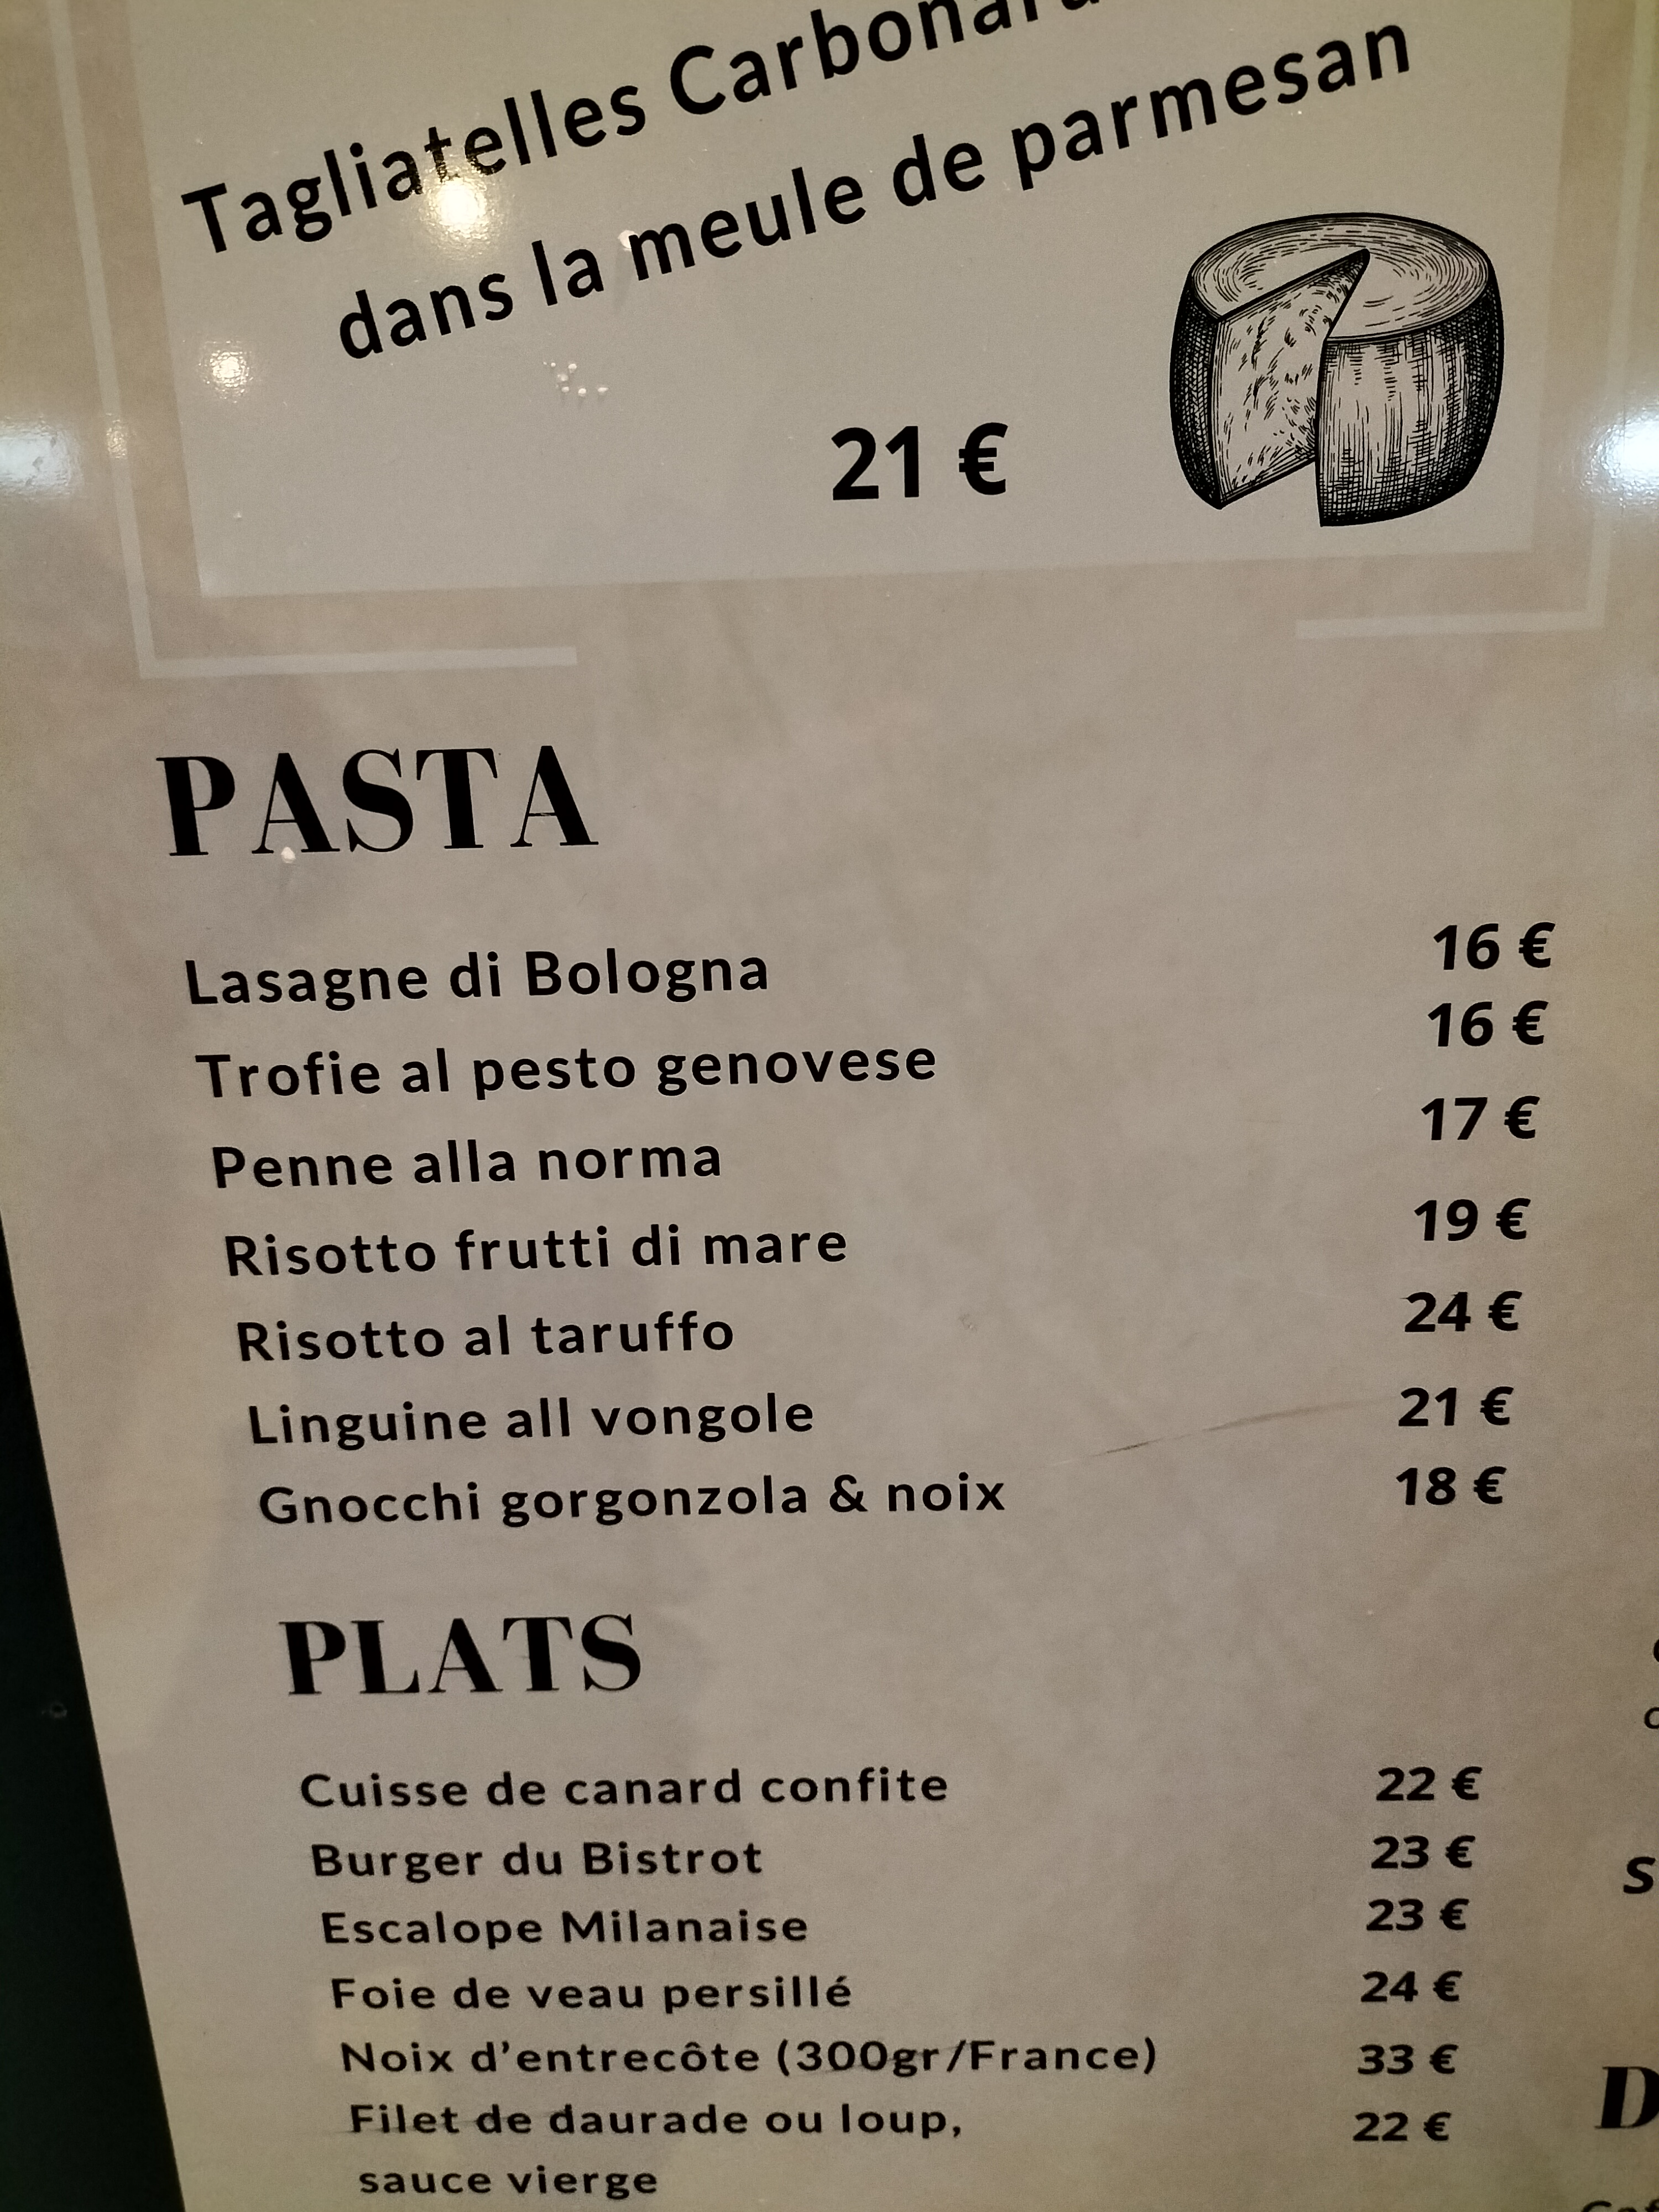 Tagliatelles Carbonara
dans la meule de parmesan
21 €
PASTA
Lasagne di Bologna 16 €
Trofie al pesto genovese 16 €
Penne alla norma 17 €
Risotto frutti di mare 19 €
Risotto al taruffo 24 €
Linguine all vongole 21 €
Gnocchi gorgonzola & noix 18 €
PLATS
Cuisse de canard confite 22 €
Burger du Bistrot 23 €
Escalope Milanaise 23 €
Foie de veau persillé 24 €
Noix d'entrecôte (300gr/France) 33 €
Filet de daurade ou loup, 22 €
sauce vierge